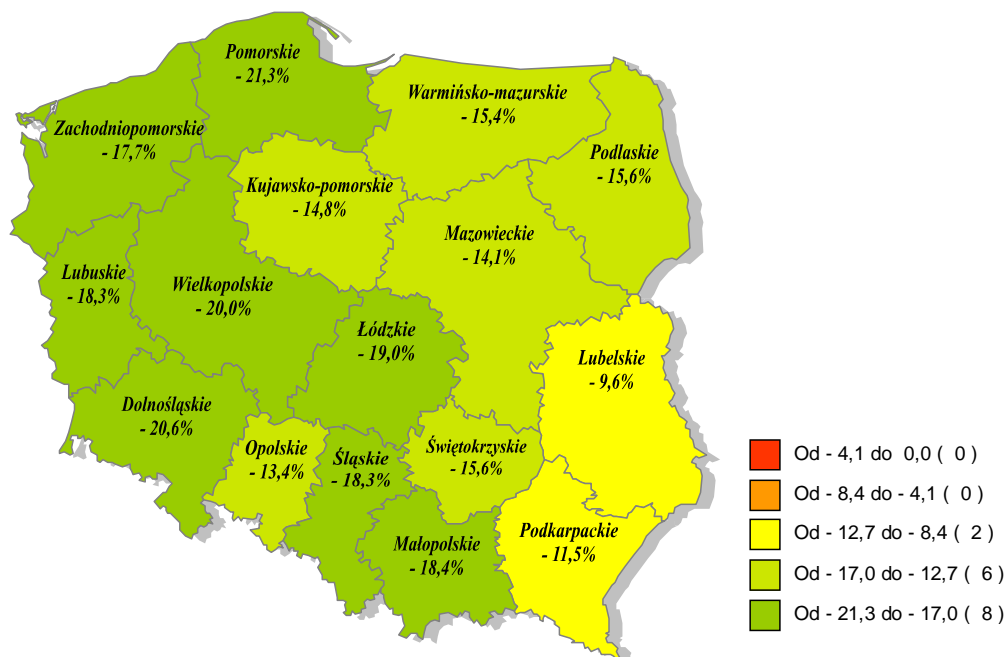 Pomorskie
- 21,3%
Warmińsko-mazurskie
- 15,4%
Zachodniopomorskie
- 17,7%
Podlaskie
- 15,6%
Kujawsko-pomorskie
- 14,8%
Mazowieckie
- 14,1%
Lubuskie
- 18,3%
Wielkopolskie
- 20,0%
Łódzkie
- 19,0%
Lubelskie
- 9,6%
Dolnośląskie
- 20,6%
Opolskie
- 13,4%
Śląskie
- 18,3%
Świętokrzyskie
- 15,6%
Małopolskie
- 18,4%
Podkarpackie
- 11,5%
Od - 4,1 do 0,0 ( 0 )
Od - 8,4 do - 4,1 ( 0 )
Od - 12,7 do - 8,4 ( 2 )
Od - 17,0 do - 12,7 ( 6 )
Od - 21,3 do - 17,0 ( 8 )